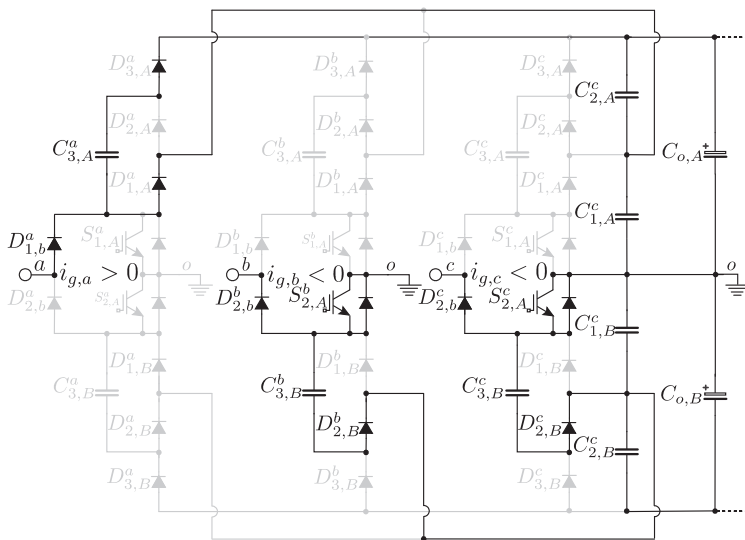 D^a_{3,A} D^b_{3,A} D^c_{3,A}
C^c_{2,A}
D^a_{2,A} D^b_{2,A} D^c_{2,A}
C^a_{3,A} C^b_{3,A} C^c_{3,A} C_{o,A} +
D^a_{1,A} D^b_{1,A} D^c_{1,A}
C^c_{1,A}
D^a_{1,b} S^a_{1,A} D^b_{1,b} S^b_{1,A} D^c_{1,b} S^c_{1,A}
a i_{g,a} > 0 o b i_{g,b} < 0 o c i_{g,c} < 0 o
D^a_{2,b} S^a_{2,A} D^b_{2,b} S^b_{2,A} D^c_{2,b} S^c_{2,A}
C^c_{1,B}
D^a_{1,B} D^b_{1,B} D^c_{1,B}
C^a_{3,B} C^b_{3,B} C^c_{3,B} C_{o,B} +
D^a_{2,B} D^b_{2,B} D^c_{2,B}
C^c_{2,B}
D^a_{3,B} D^b_{3,B} D^c_{3,B}